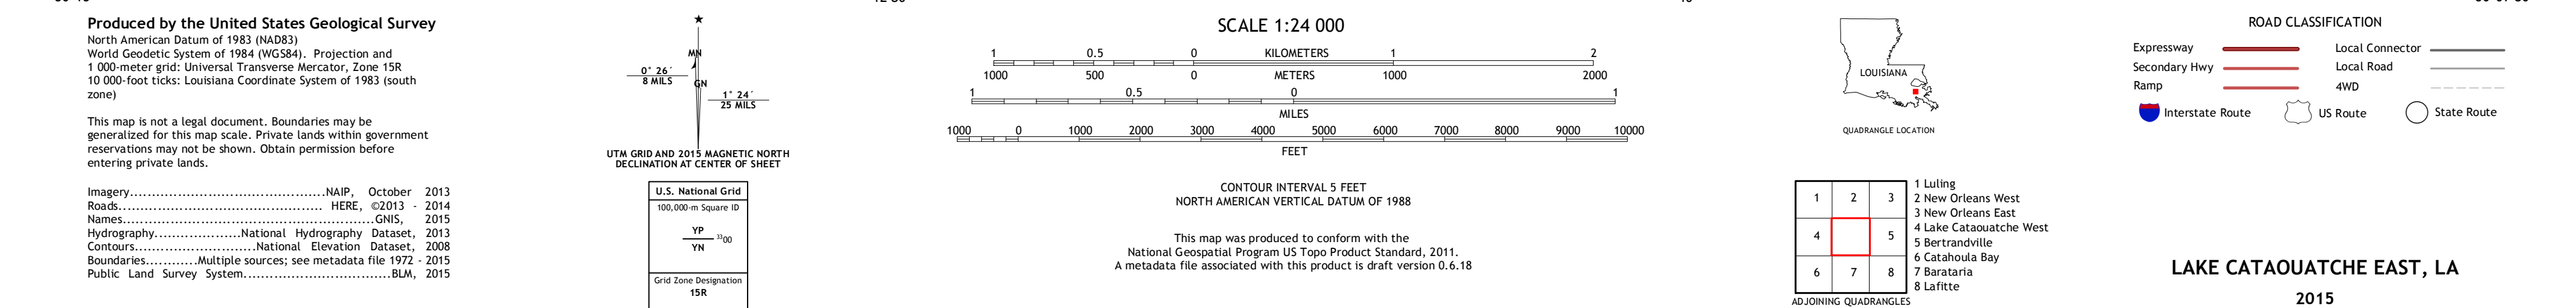 Produced by the United States Geological Survey
North American Datum of 1983 (NAD83)
World Geodetic System of 1984 (WGS84). Projection and
1 000-meter grid: Universal Transverse Mercator, Zone 15R
10 000-foot ticks: Louisiana Coordinate System of 1983 (south
zone)
This map is not a legal document. Boundaries may be
generalized for this map scale. Private lands within government
reservations may not be shown. Obtain permission before
entering private lands.
Imagery............................................NAIP, October 2013
Roads.............................................. HERE, ©2013 - 2014
Names.......................................................GNIS, 2015
Hydrography...................National Hydrography Dataset, 2013
Contours.........................National Elevation Dataset, 2008
Boundaries............Multiple sources; see metadata file 1972 - 2015
Public Land Survey System.................................BLM, 2015
MN
0° 26´
8 MILS
GN
1° 24´
25 MILS
UTM GRID AND 2015 MAGNETIC NORTH
DECLINATION AT CENTER OF SHEET
U.S. National Grid
100,000-m Square ID
YP
3300
YN
Grid Zone Designation
15R
SCALE 1:24 000
1 0.5 0 KILOMETERS 1 2
1000 500 0 METERS 1000 2000
1 0.5 0 1
MILES
1000 0 1000 2000 3000 4000 5000 6000 7000 8000 9000 10000
FEET
CONTOUR INTERVAL 5 FEET
NORTH AMERICAN VERTICAL DATUM OF 1988
This map was produced to conform with the
National Geospatial Program US Topo Product Standard, 2011.
A metadata file associated with this product is draft version 0.6.18
LOUISIANA
QUADRANGLE LOCATION
1 2 3
4 5
6 7 8
ADJOINING QUADRANGLES
1 Luling
2 New Orleans West
3 New Orleans East
4 Lake Cataouatche West
5 Bertrandville
6 Catahoula Bay
7 Barataria
8 Lafitte
ROAD CLASSIFICATION
Expressway Local Connector
Secondary Hwy Local Road
Ramp 4WD
Interstate Route US Route State Route
LAKE CATAOUATCHE EAST, LA
2015